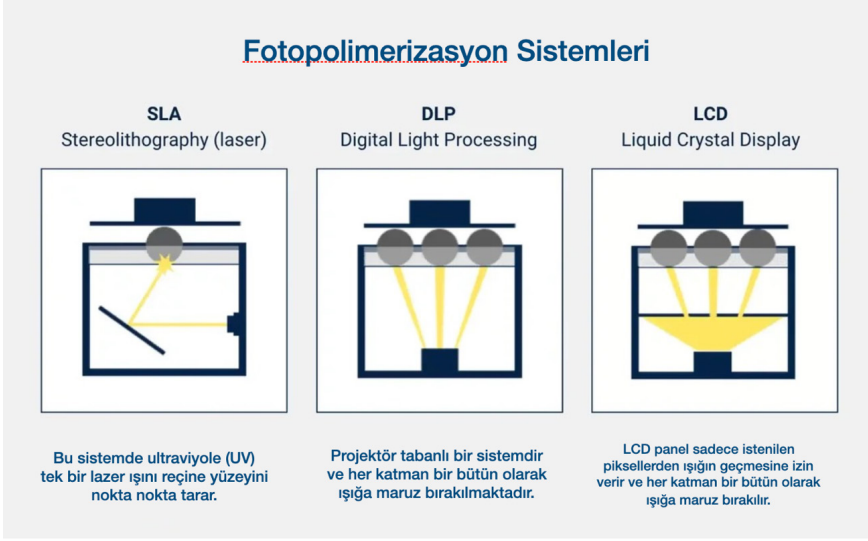 Fotopolimerizasyon Sistemleri
SLA
Stereolithography (laser)
DLP
Digital Light Processing
LCD
Liquid Crystal Display
Bu sistemde ultraviyole (UV)
tek bir lazer ışını reçine yüzeyini
nokta nokta tarar.
Projektör tabanlı bir sistemdir
ve her katman bir bütün olarak
ışığa maruz bırakılmaktadır.
LCD panel sadece istenilen
piksellerden ışığın geçmesine izin
verir ve her katman bir bütün olarak
ışığa maruz bırakılır.